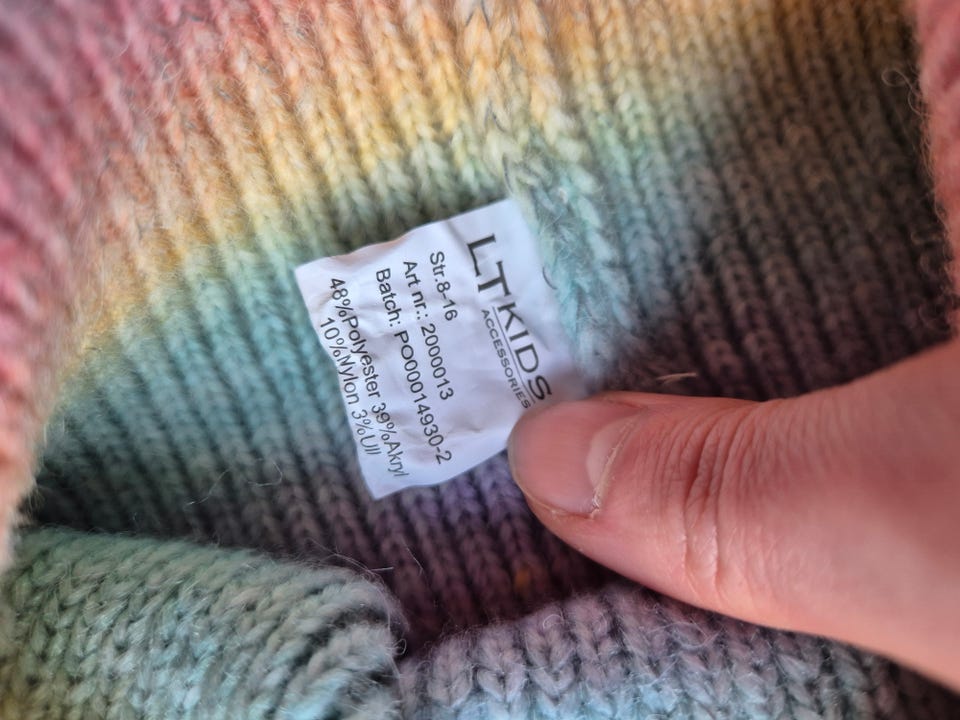 LTKIDS
ACCESSORIES
Str.8-16
Art nr.: 2000013
Batch: PO00014930-2
48%Polyester 39%Akryl
10%Nylon 3%Ull